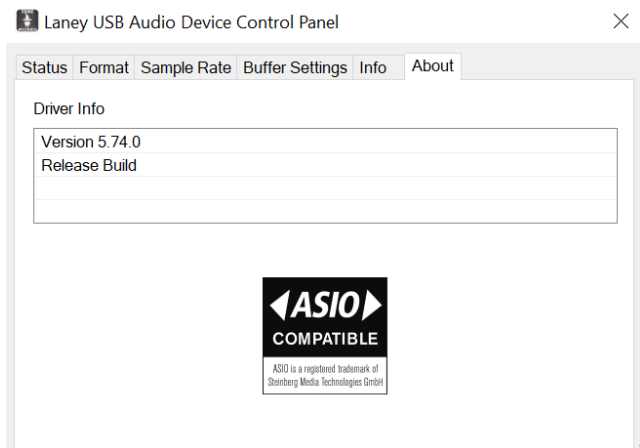 Laney USB Audio Device Control Panel
Status Format Sample Rate Buffer Settings Info About
Driver Info
Version 5.74.0
Release Build
ASIO
COMPATIBLE
ASIO is a registered trademark of
Steinberg Media Technologies GmbH